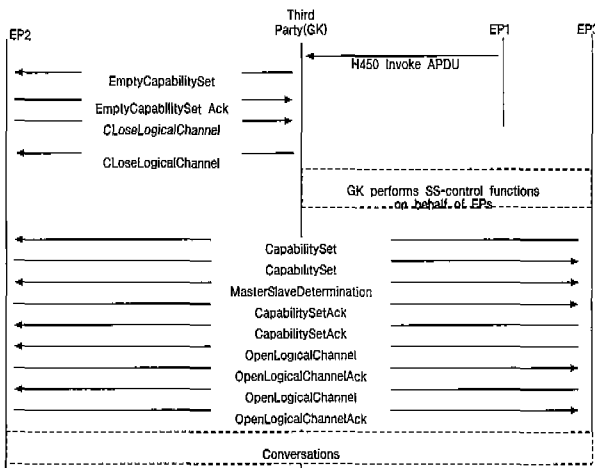 Third
Party(GK)
EP2
EP1
EP3
H450 Invoke APDU
EmptyCapabilitySet
EmptyCapabilitySet Ack
CLoseLogicalChannel
CLoseLogicalChannel
GK performs SS-control functions
on behalf of EPs
CapabilitySet
CapabilitySet
MasterSlaveDetermination
CapabilitySetAck
CapabilitySetAck
OpenLogicalChannel
OpenLogicalChannelAck
OpenLogicalChannel
OpenLogicalChannelAck
Conversations